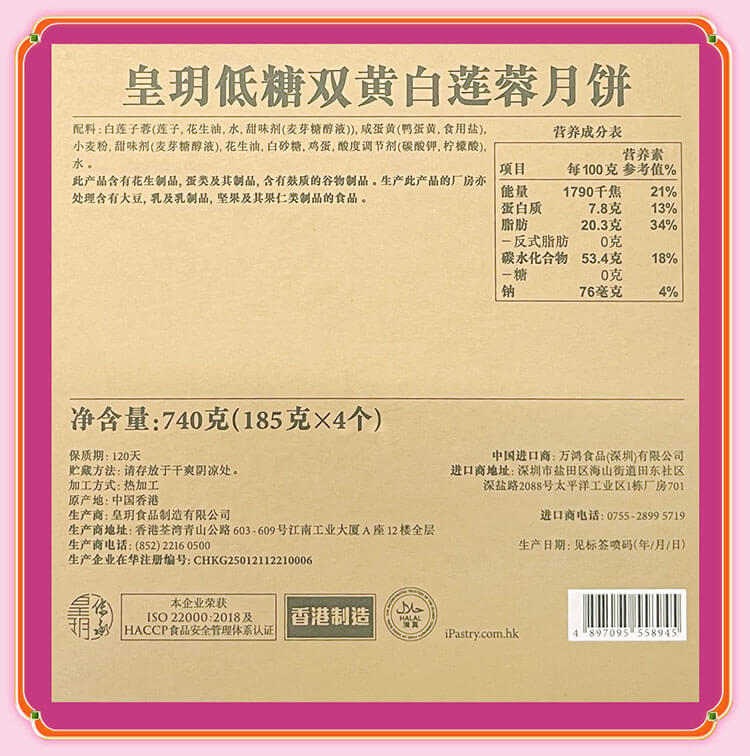 皇玥低糖双黄白莲蓉月饼
配料: 白莲子蓉(莲子, 花生油, 水, 甜味剂(麦芽糖醇液)), 咸蛋黄(鸭蛋黄, 食用盐),
小麦粉, 甜味剂(麦芽糖醇液), 花生油, 白砂糖, 鸡蛋, 酸度调节剂(碳酸钾, 柠檬酸),
水。
此产品含有花生制品, 蛋类及其制品, 含有麸质的谷物制品。生产此产品的厂房亦
处理含有大豆, 乳及乳制品, 坚果及其果仁类制品的食品。
营养成分表
项目 每100克 营养素参考值%
能量 1790千焦 21%
蛋白质 7.8克 13%
脂肪 20.3克 34%
–反式脂肪 0克
碳水化合物 53.4克 18%
–糖 0克
钠 76毫克 4%
净含量:740克(185克×4个)
保质期: 120天
贮藏方法: 请存放于干爽阴凉处。
加工方式: 热加工
原产地: 中国香港
生产商: 皇玥食品制造有限公司
生产商地址: 香港荃湾青山公路 603-609号江南工业大厦 A 座 12 楼全层
生产商电话: (852) 2216 0500
生产企业在华注册编号: CHKG25012112210006
中国进口商: 万鸿食品(深圳)有限公司
进口商地址: 深圳市盐田区海山街道田东社区
深盐路2088号太平洋工业区1栋厂房701
进口商电话: 0755-2899 5719
生产日期: 见标签喷码(年/月/日)
皇玥
传承
本企业荣获
ISO 22000:2018 及
HACCP食品安全管理体系认证
香港制造
حلال
HALAL
清真
iPastry.com.hk
4 897095 558945